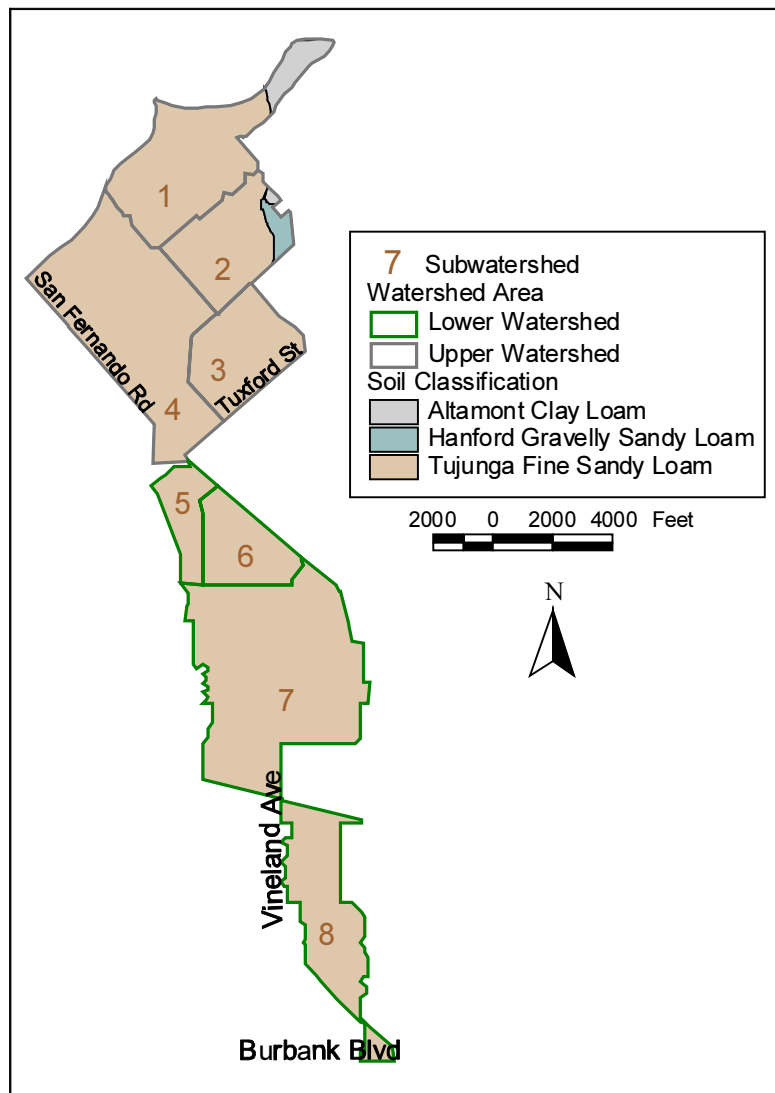 1
2
San Fernando Rd
3
Tuxford St
4
7 Subwatershed
Watershed Area
Lower Watershed
Upper Watershed
Soil Classification
Altamont Clay Loam
Hanford Gravelly Sandy Loam
Tujunga Fine Sandy Loam
2000 0 2000 4000 Feet
N
5
6
7
Vineland Ave
8
Burbank Blvd